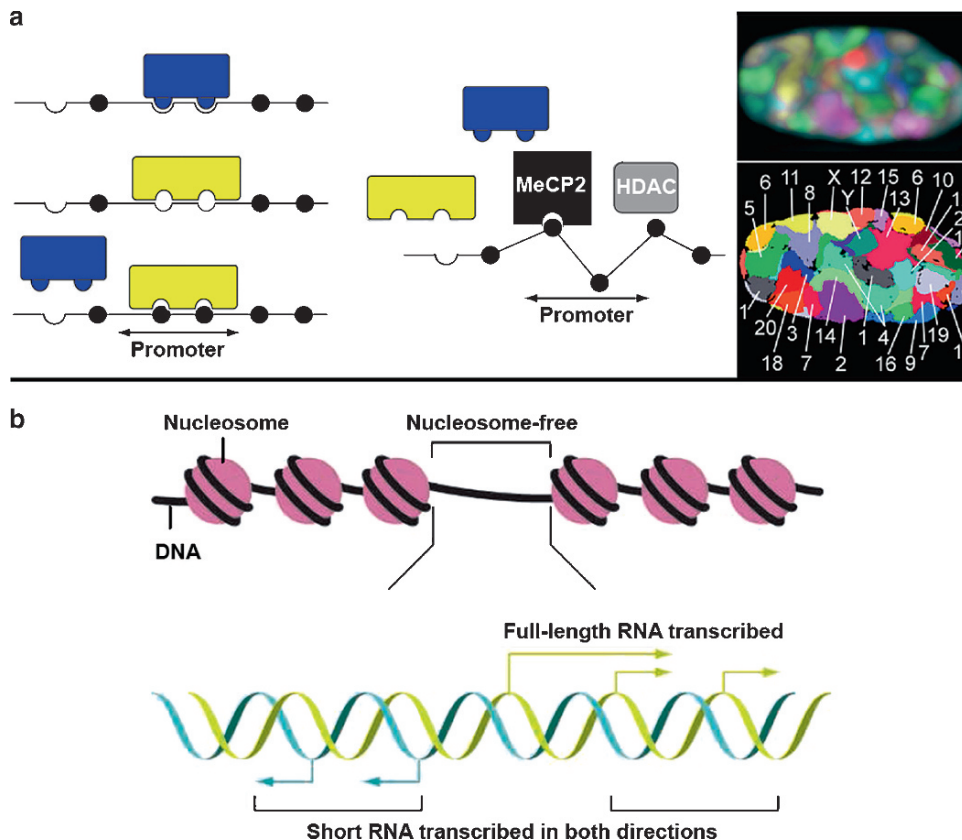 a
Promoter
MeCP2
HDAC
Promoter
6 11 8 X Y 12 15 13 6 10
5
20 18 3 7 14 2 1 4 16 9 7 19
b
Nucleosome
Nucleosome-free
DNA
Full-length RNA transcribed
Short RNA transcribed in both directions